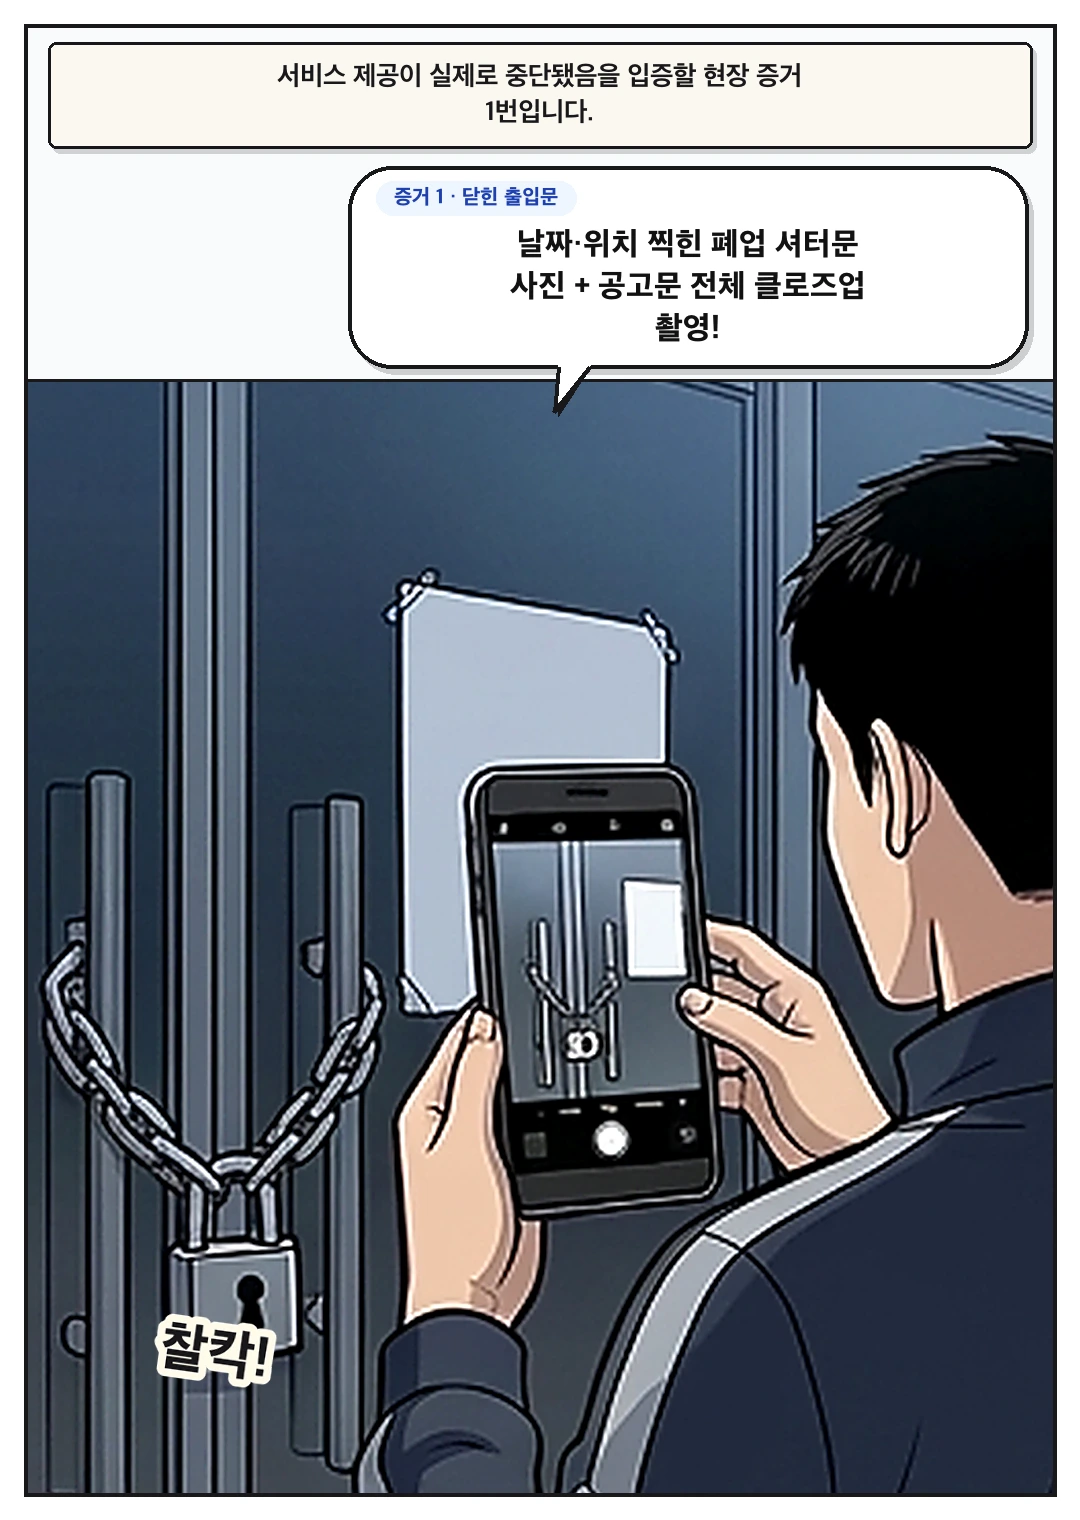 서비스 제공이 실제로 중단됐음을 입증할 현장 증거
1번입니다.
증거 1 · 닫힌 출입문
날짜·위치 찍힌 폐업 셔터문
사진 + 공고문 전체 클로즈업
촬영!
찰칵!